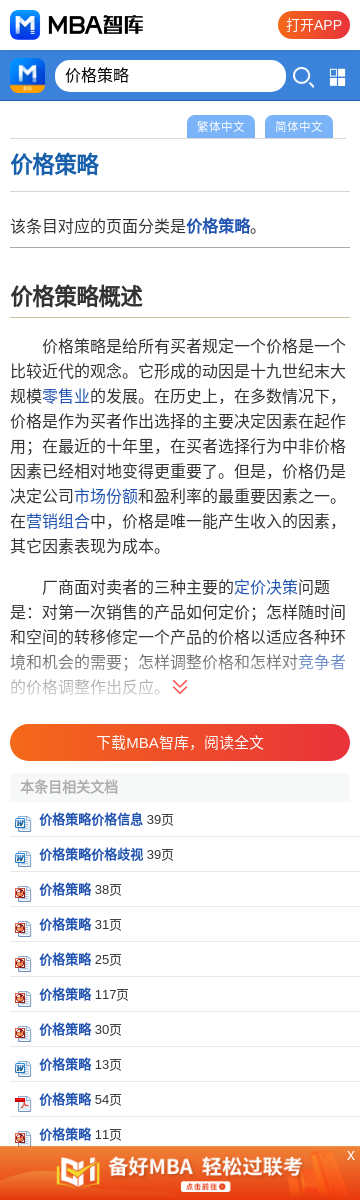 MBA智库
打开APP
价格策略
繁体中文 简体中文
价格策略
该条目对应的页面分类是价格策略。
价格策略概述
价格策略是给所有买者规定一个价格是一个
比较近代的观念。它形成的动因是十九世纪末大
规模零售业的发展。在历史上，在多数情况下，
价格是作为买者作出选择的主要决定因素在起作
用；在最近的十年里，在买者选择行为中非价格
因素已经相对地变得更重要了。但是，价格仍是
决定公司市场份额和盈利率的最重要因素之一。
在营销组合中，价格是唯一能产生收入的因素，
其它因素表现为成本。
厂商面对卖者的三种主要的定价决策问题
是：对第一次销售的产品如何定价；怎样随时间
和空间的转移修定一个产品的价格以适应各种环
境和机会的需要；怎样调整价格和怎样对竞争者
的价格调整作出反应。
下载MBA智库，阅读全文
本条目相关文档
价格策略价格信息 39页
价格策略价格歧视 39页
价格策略 38页
价格策略 31页
价格策略 25页
价格策略 117页
价格策略 30页
价格策略 13页
价格策略 54页
价格策略 11页
备好MBA 轻松过联考
点击前往
X